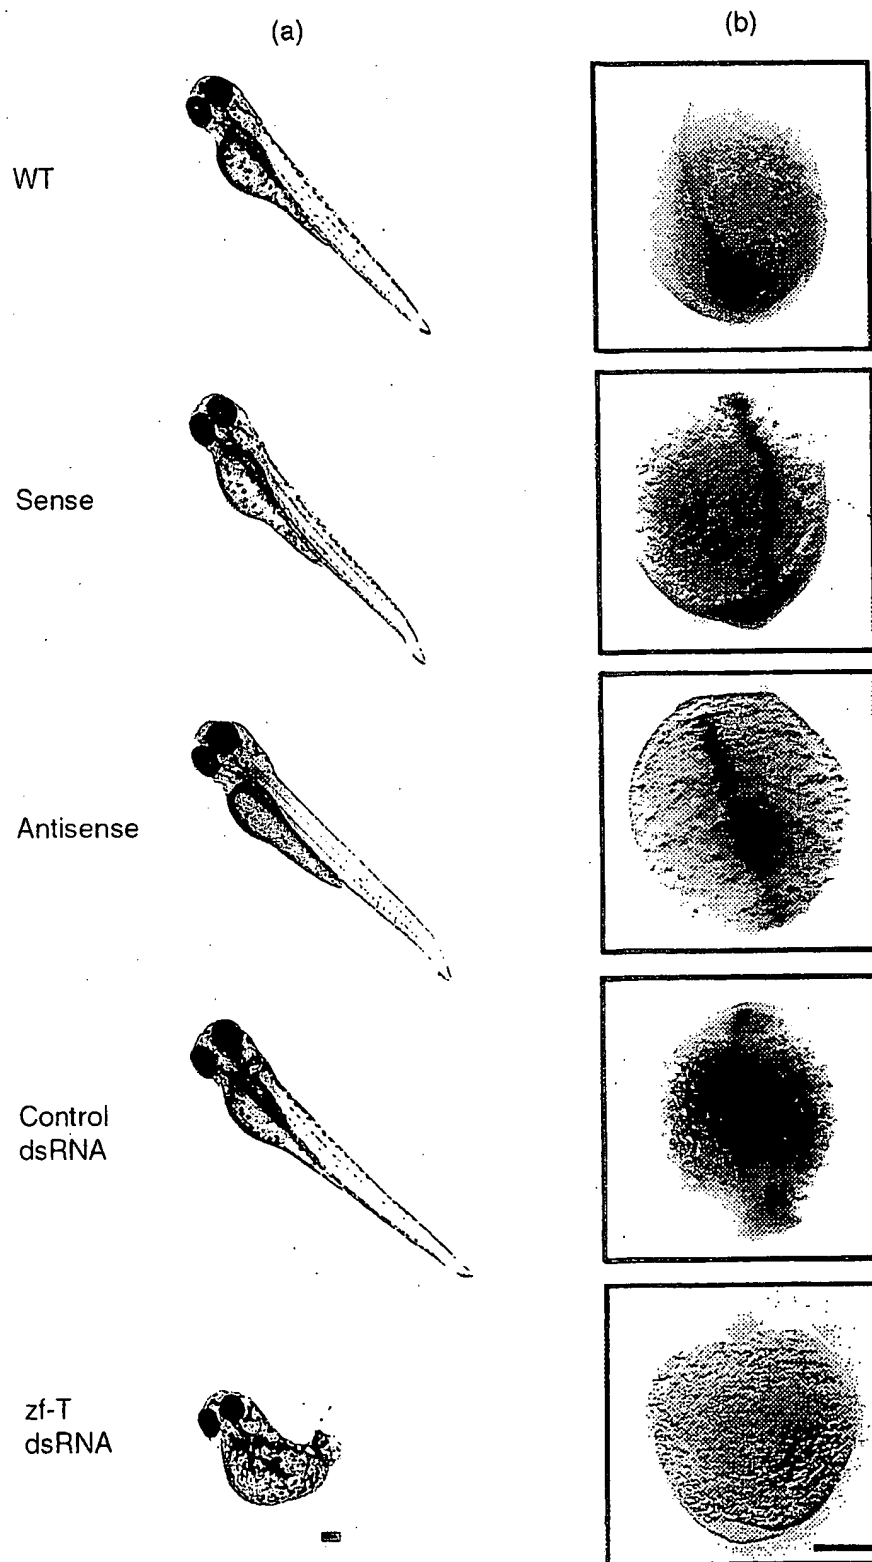 (a)
(b)
WT
Sense
Antisense
Control
dsRNA
zf-T
dsRNA